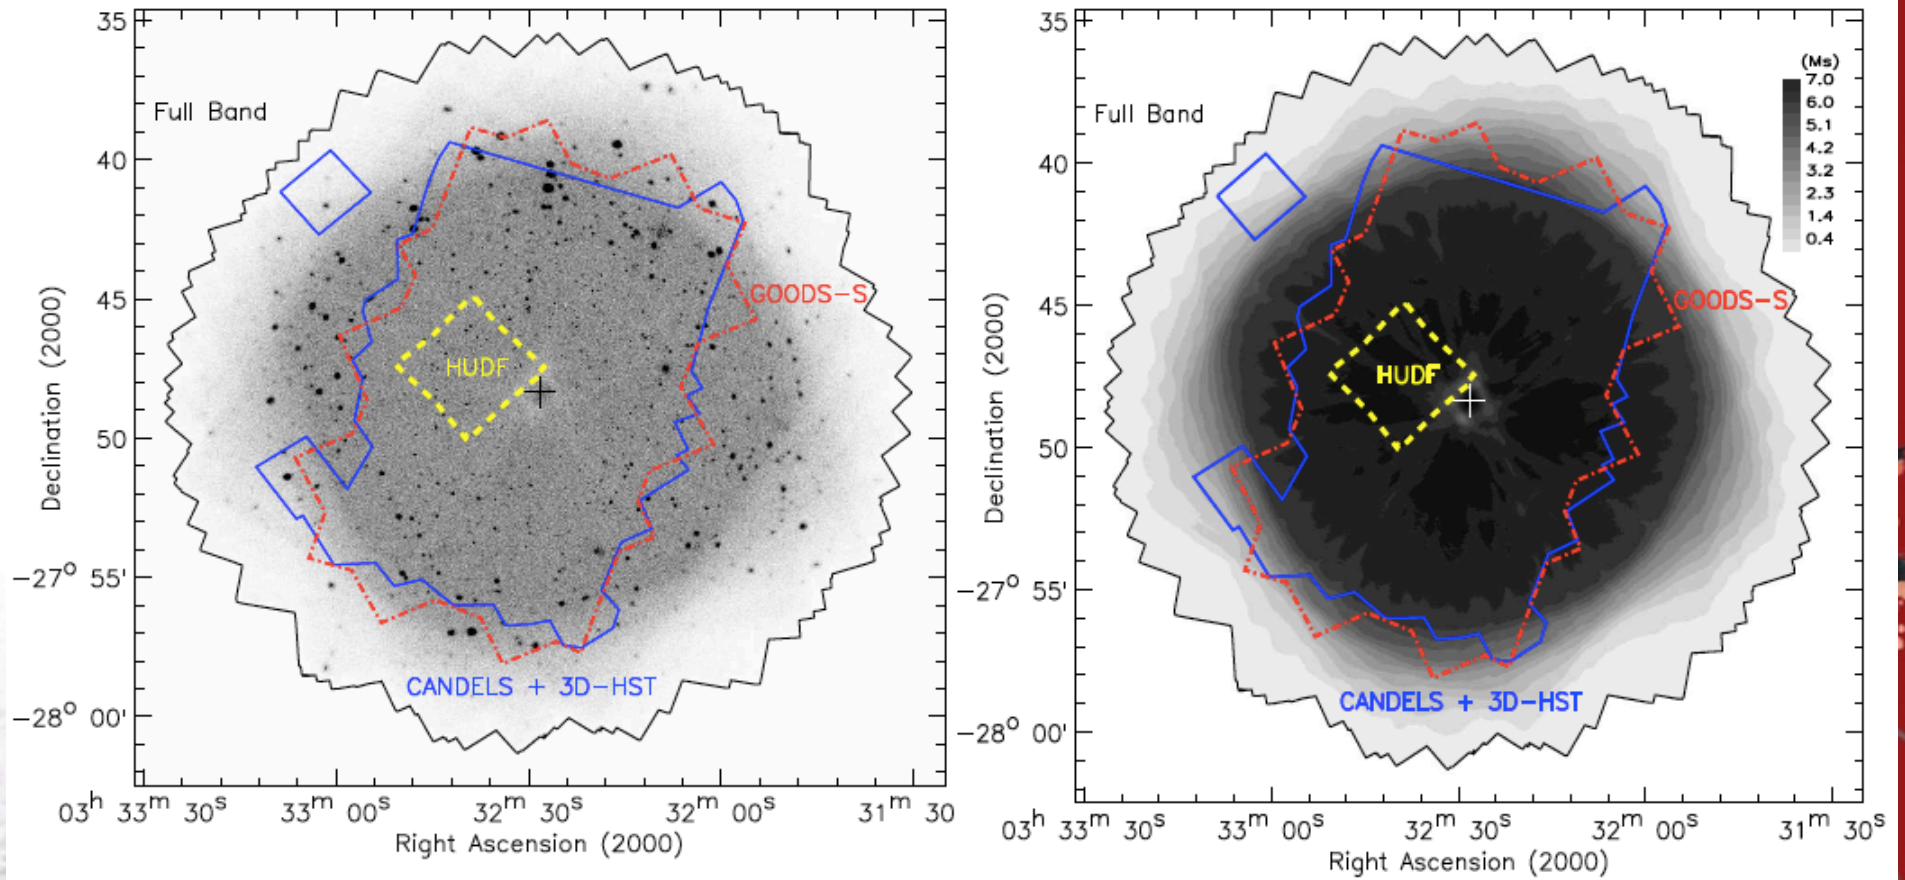 35
Full Band
40
45
GOODS-S
HUDF
Declination (2000)
50
−27° 55'
CANDELS + 3D-HST
−28° 00'
03ʰ 33ᵐ 30ˢ 33ᵐ 00ˢ 32ᵐ 30ˢ 32ᵐ 00ˢ 31ᵐ 30
Right Ascension (2000)
35
(Ms)
7.0
6.0
5.1
4.2
3.2
2.3
1.4
0.4
Full Band
40
45
GOODS-S
HUDF
Declination (2000)
50
−27° 55'
CANDELS + 3D-HST
−28° 00'
03ʰ 33ᵐ 30ˢ 33ᵐ 00ˢ 32ᵐ 30ˢ 32ᵐ 00ˢ 31ᵐ 30ˢ
Right Ascension (2000)